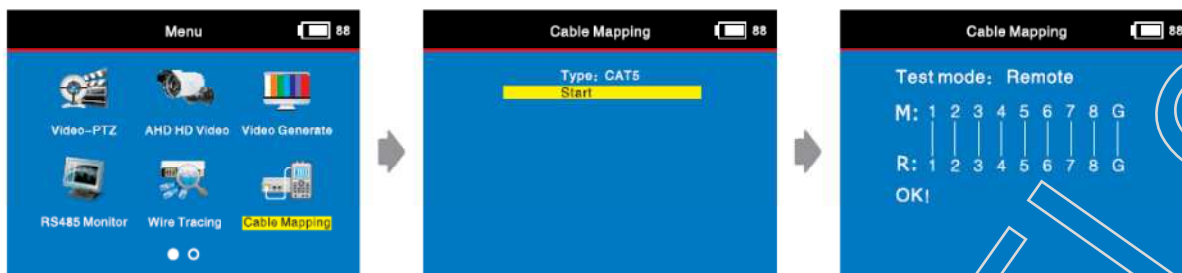 Menu 88
Video-PTZ AHD HD Video Video Generate
RS485 Monitor Wire Tracing Cable Mapping
Cable Mapping 88
Type: CAT5
Start
Cable Mapping 88
Test mode: Remote
M: 1 2 3 4 5 6 7 8 G
R: 1 2 3 4 5 6 7 8 G
OK!